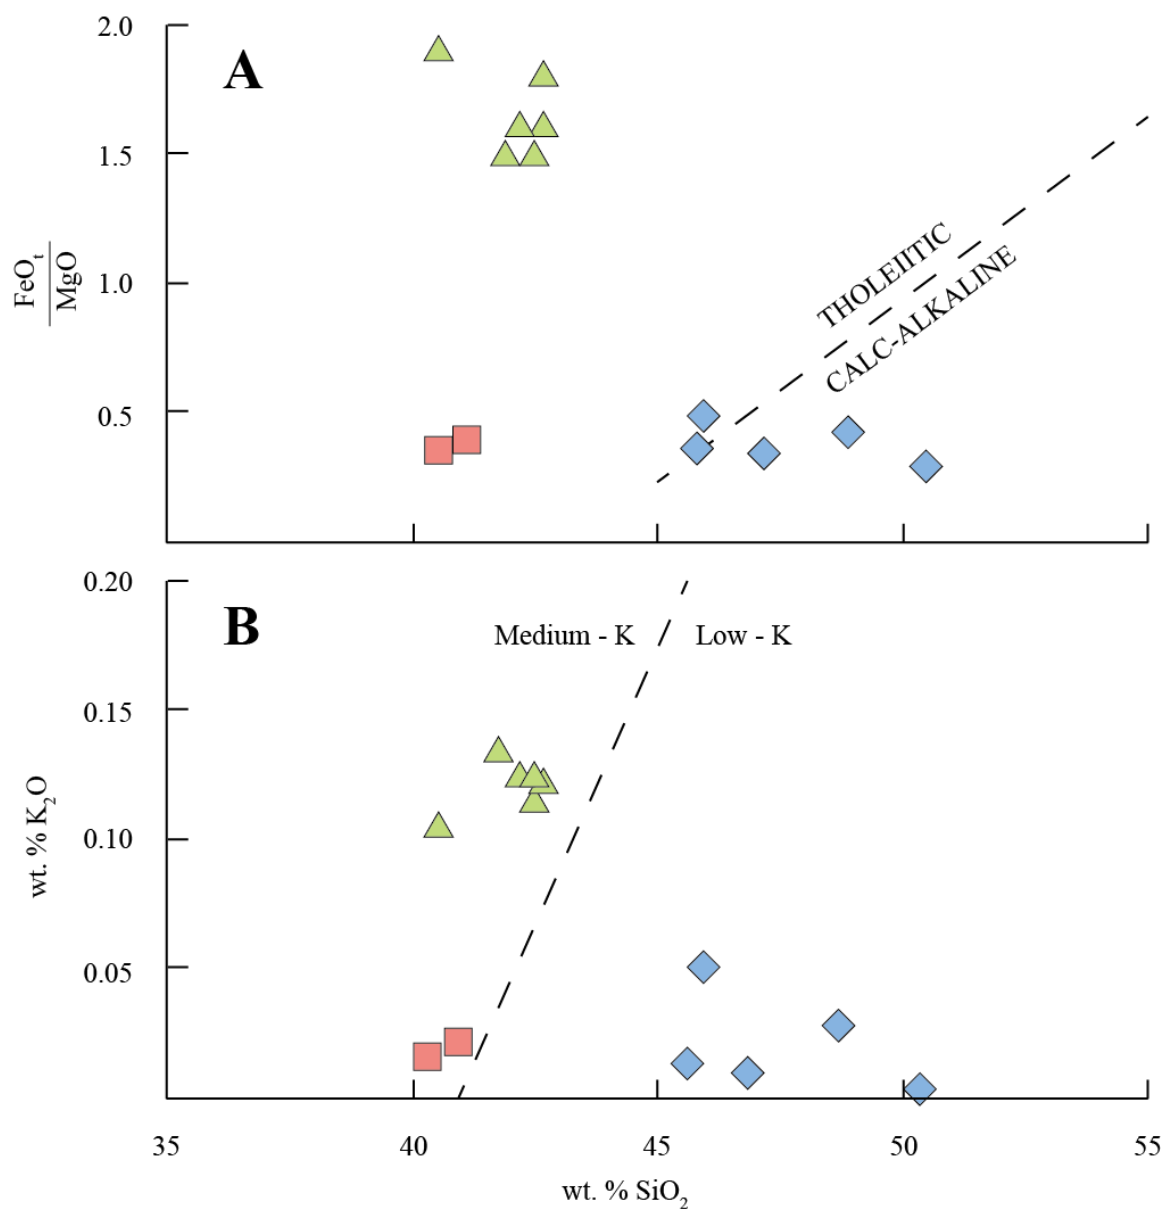 2.0
A
1.5
FeOt
MgO
1.0
THOLEIITIC
CALC-ALKALINE
0.5
0.20
B
Medium - K
Low - K
0.15
wt. % K2O
0.10
0.05
35
40
45
50
55
wt. % SiO2